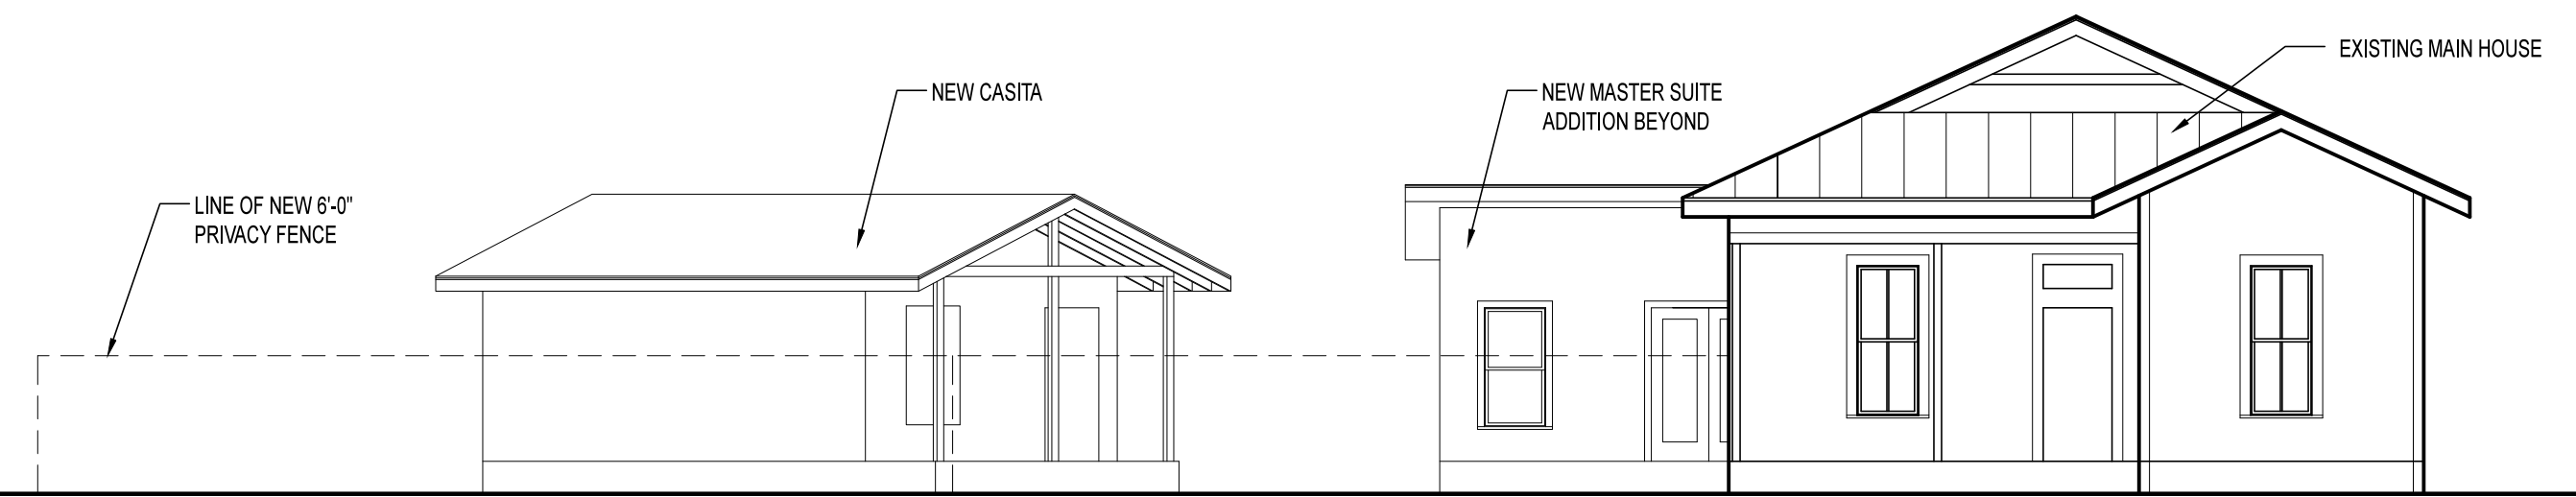 LINE OF NEW 6'-0"
PRIVACY FENCE
NEW CASITA
NEW MASTER SUITE
ADDITION BEYOND
EXISTING MAIN HOUSE